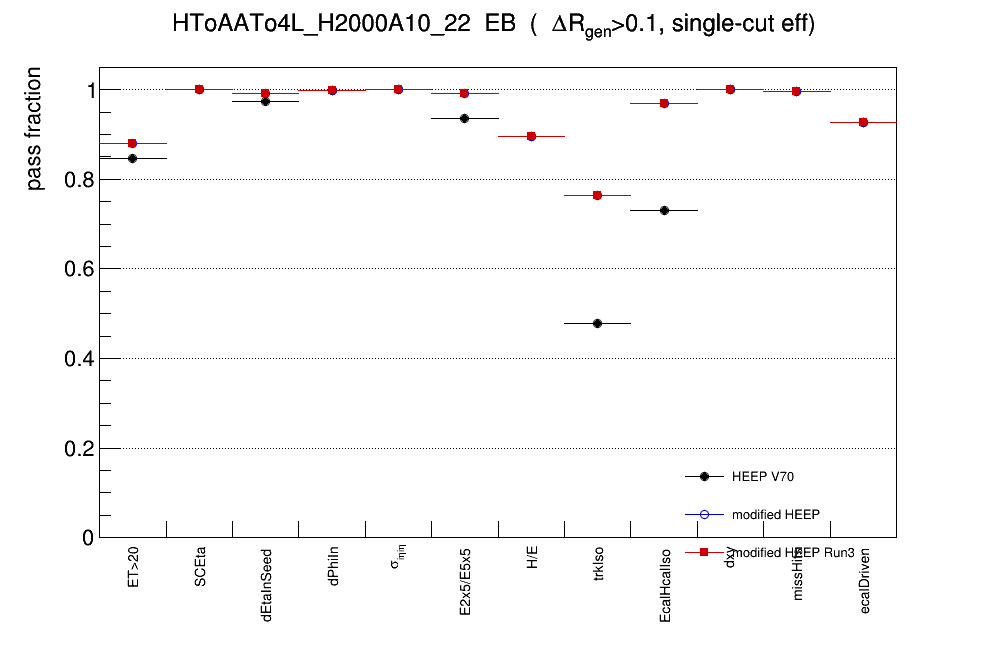 HToAATo4L_H2000A10_22 EB ( ΔRgen>0.1, single-cut eff)
pass fraction
1
0.8
0.6
0.4
0.2
0
HEEP V70
modified HEEP
modified HEEP Run3
ET>20
SCEta
dEtaInSeed
dPhiIn
σiηiη
E2x5/E5x5
H/E
trkIso
EcalHcalIso
dxy
missHits
ecalDriven